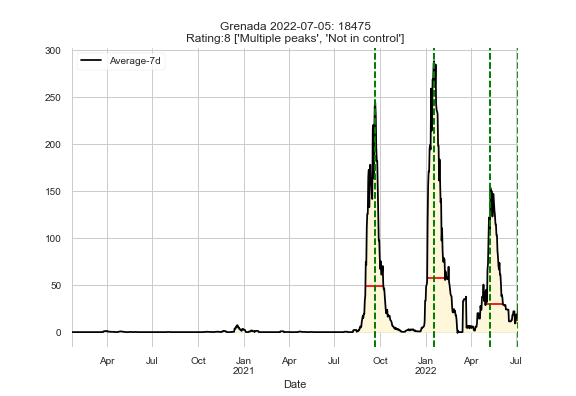 Grenada 2022-07-05: 18475
Rating:8 ['Multiple peaks', 'Not in control']
Average-7d
300
250
200
150
100
50
0
Apr Jul Oct Jan Apr Jul Oct Jan Apr Jul
2021 2022
Date